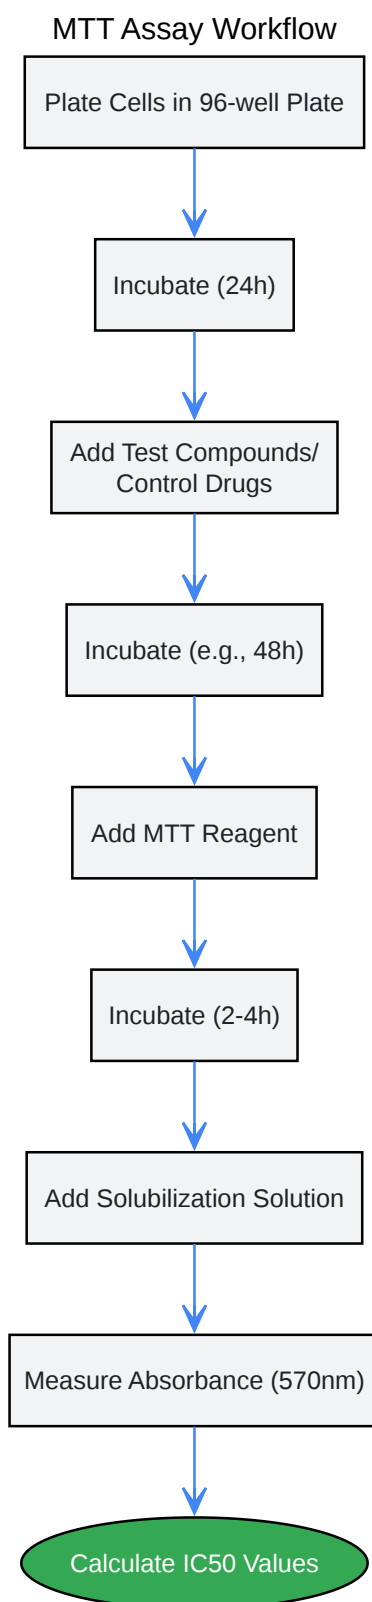 MTT Assay Workflow
Plate Cells in 96-well Plate
Incubate (24h)
Add Test Compounds/
Control Drugs
Incubate (e.g., 48h)
Add MTT Reagent
Incubate (2-4h)
Add Solubilization Solution
Measure Absorbance (570nm)
Calculate IC50 Values